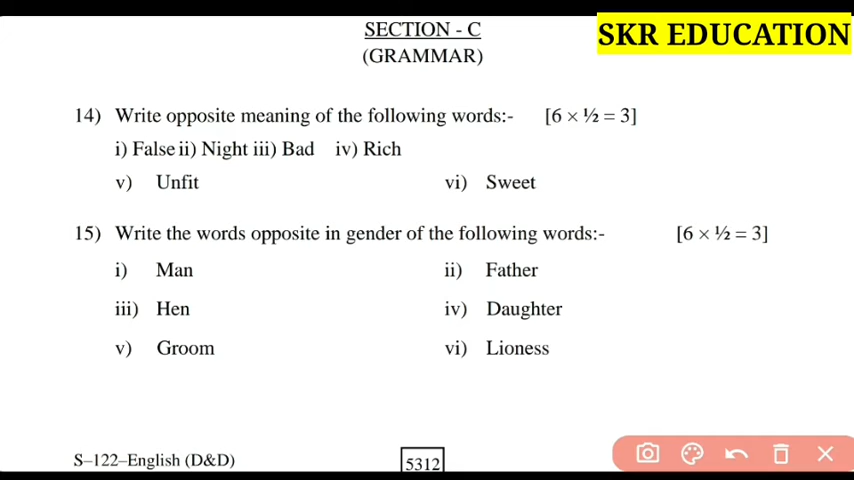 SECTION - C
SKR EDUCATION
(GRAMMAR)
14) Write opposite meaning of the following words:- [6 × ½ = 3]
i) False ii) Night iii) Bad iv) Rich
v) Unfit vi) Sweet
15) Write the words opposite in gender of the following words:- [6 × ½ = 3]
i) Man ii) Father
iii) Hen iv) Daughter
v) Groom vi) Lioness
S–122–English (D&D) 5312